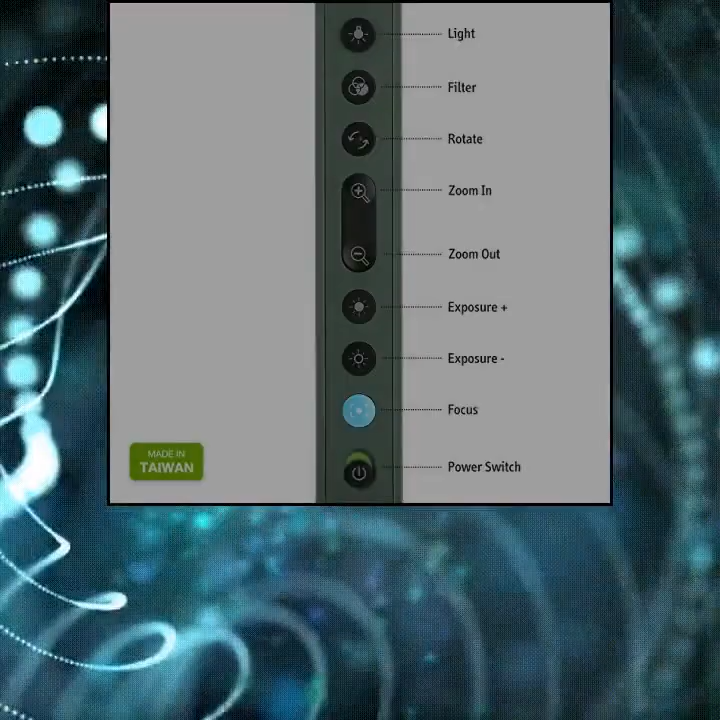 Light
Filter
Rotate
Zoom In
Zoom Out
Exposure +
Exposure -
Focus
Power Switch
MADE IN
TAIWAN